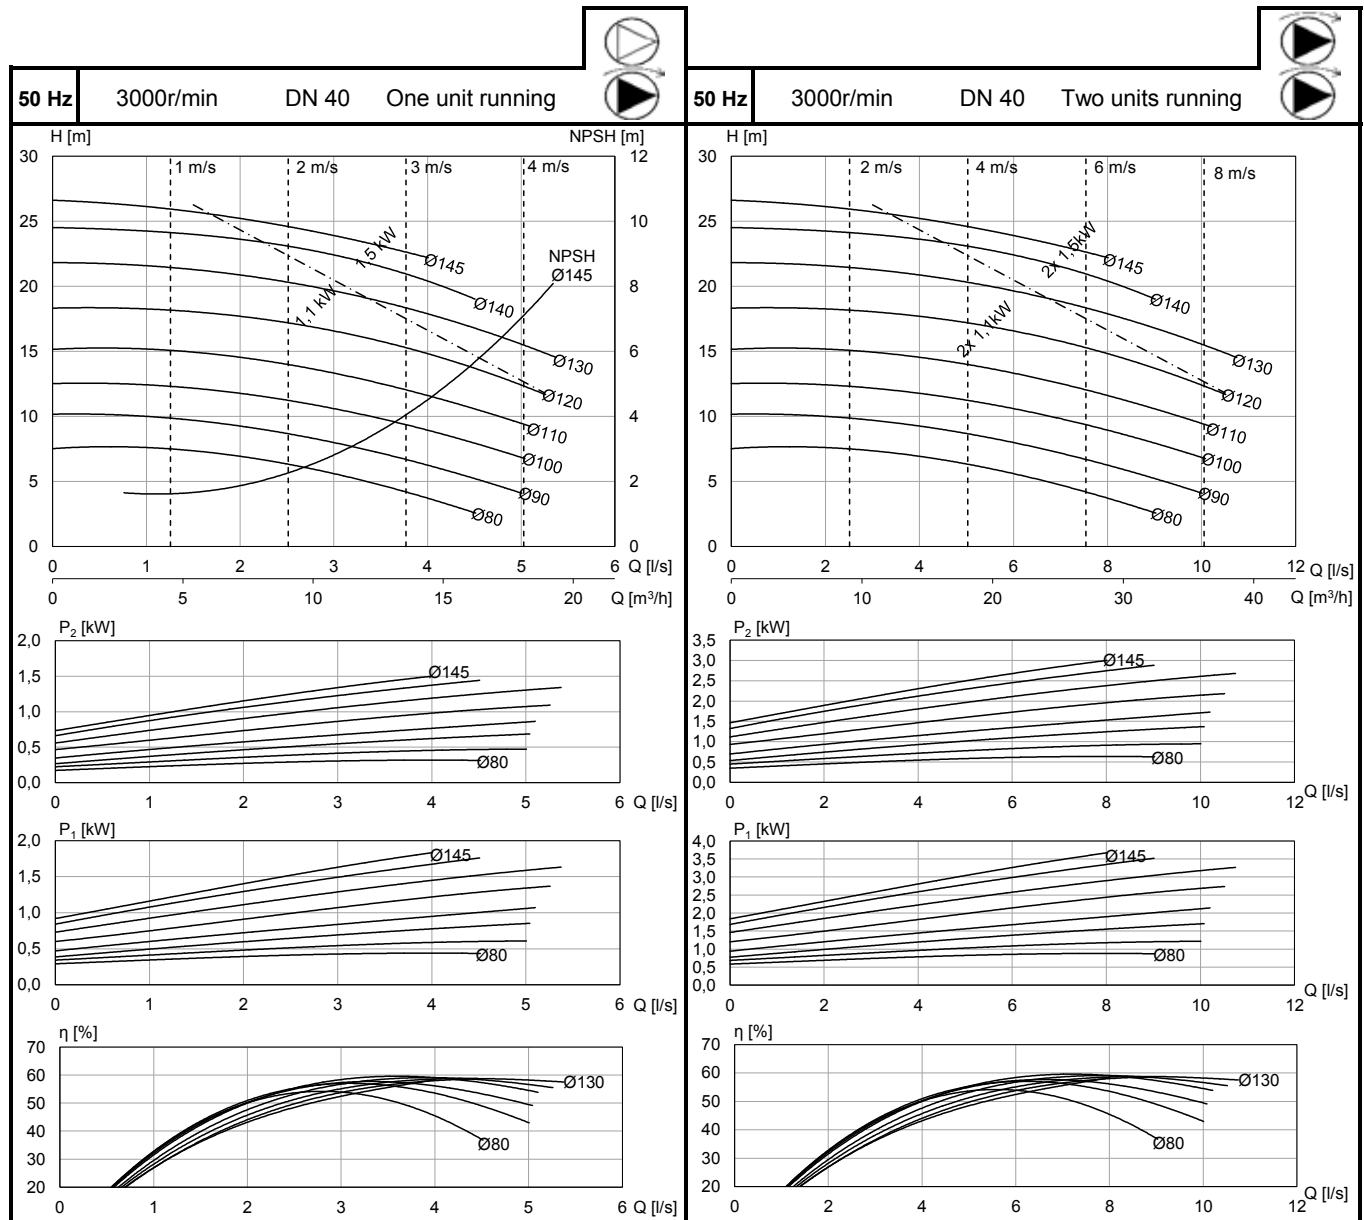 50 Hz 3000r/min DN 40 One unit running
H [m] NPSH [m]
30 1 m/s 2 m/s 3 m/s 4 m/s 12
25 10
1,5 kW
NPSH
Ø145
Ø145
20 8
1,1 kW
Ø140
15 6
Ø130
Ø120
10 4
Ø110
Ø100
5 2
Ø90
Ø80
0 0
0 1 2 3 4 5 6 Q [l/s]
0 5 10 15 20 Q [m³/h]
P₂ [kW]
2,0
1,5 Ø145
1,0
0,5 Ø80
0,0
0 1 2 3 4 5 6 Q [l/s]
P₁ [kW]
2,0
Ø145
1,5
1,0
0,5 Ø80
0,0
0 1 2 3 4 5 6 Q [l/s]
η [%]
70
60 Ø130
50
40
Ø80
30
20
0 1 2 3 4 5 6 Q [l/s]
50 Hz 3000r/min DN 40 Two units running
H [m]
30 2 m/s 4 m/s 6 m/s 8 m/s
25
2x 1,5kW
Ø145
20
Ø140
2x 1,1kW
15
Ø130
Ø120
10
Ø110
Ø100
5
Ø90
Ø80
0
0 2 4 6 8 10 12 Q [l/s]
0 10 20 30 40 Q [m³/h]
P₂ [kW]
3,5
3,0 Ø145
2,5
2,0
1,5
1,0
0,5 Ø80
0,0
0 2 4 6 8 10 12 Q [l/s]
P₁ [kW]
4,0
3,5 Ø145
3,0
2,5
2,0
1,5
1,0
0,5 Ø80
0,0
0 2 4 6 8 10 12 Q [l/s]
η [%]
70
60 Ø130
50
40
Ø80
30
20
0 2 4 6 8 10 12 Q [l/s]